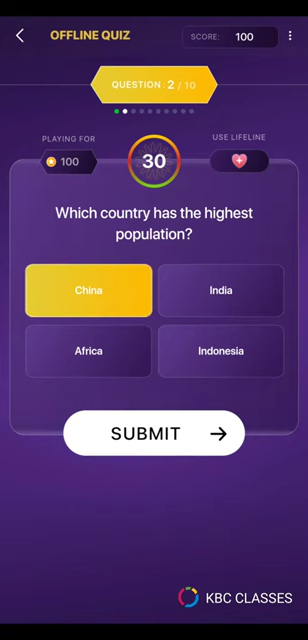 OFFLINE QUIZ
SCORE: 100
QUESTION 2 / 10
PLAYING FOR
USE LIFELINE
100
30
Which country has the highest
population?
China
India
Africa
Indonesia
SUBMIT
KBC CLASSES